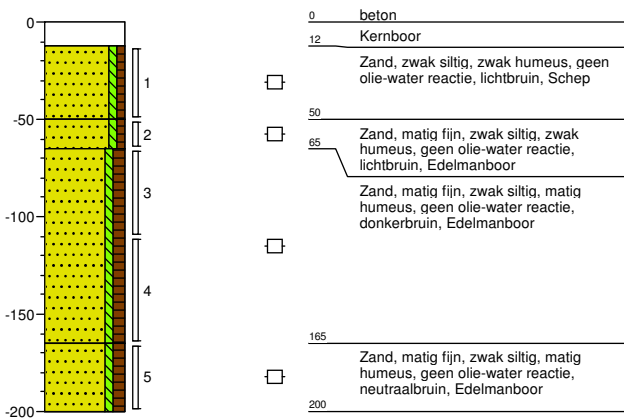 0
-50
-100
-150
-200
1
2
3
4
5
0 beton
12 Kernboor
Zand, zwak siltig, zwak humeus, geen
olie-water reactie, lichtbruin, Schep
50
Zand, matig fijn, zwak siltig, zwak
65 humeus, geen olie-water reactie,
lichtbruin, Edelmanboor
Zand, matig fijn, zwak siltig, matig
humeus, geen olie-water reactie,
donkerbruin, Edelmanboor
165
Zand, matig fijn, zwak siltig, matig
humeus, geen olie-water reactie,
neutraalbruin, Edelmanboor
200